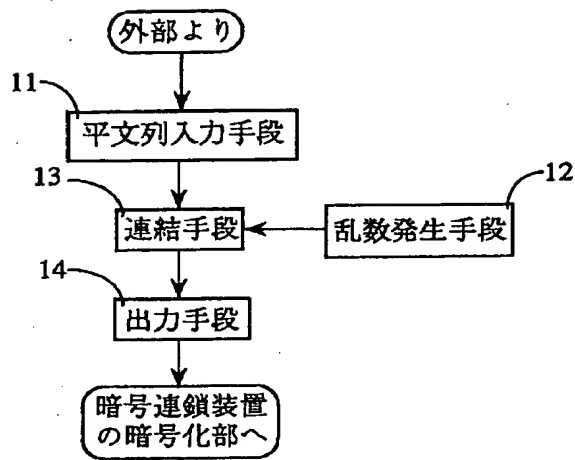 外部より
11
平文列入力手段
13
12
連結手段
乱数発生手段
14
出力手段
暗号連鎖装置
の暗号化部へ